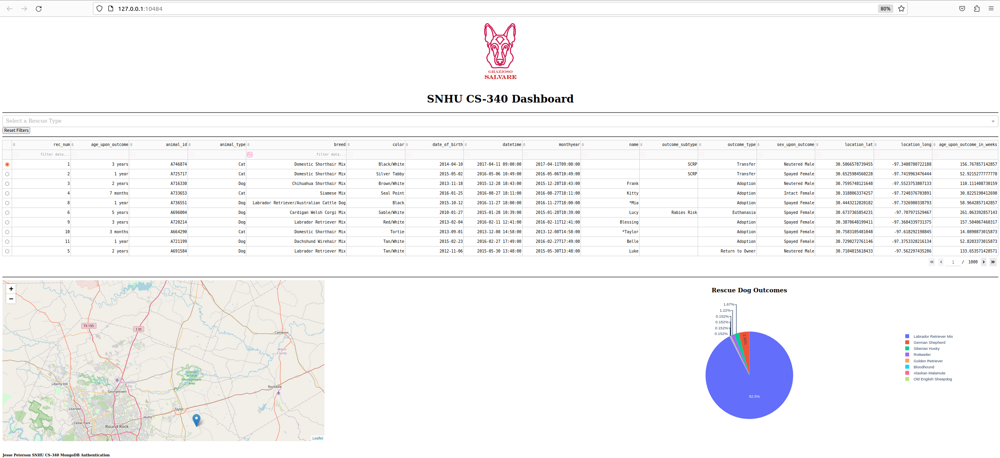 127.0.0.1:10484
80%
GRAZIOSO
SALVARE
SNHU CS-340 Dashboard
Select a Rescue Type
Reset Filters
rec_num age_upon_outcome animal_id animal_type breed color date_of_birth datetime monthyear name outcome_subtype outcome_type sex_upon_outcome location_lat location_long age_upon_outcome_in_weeks
Aa filter data... Aa Aa Aa Aa filter data... Aa Aa Aa Aa Aa Aa Aa Aa Aa Aa Aa
1 3 years A746874 Cat Domestic Shorthair Mix Black/White 2014-04-10 2017-04-11 09:00:00 2017-04-11T09:00:00 SCRP Transfer Neutered Male 30.5066578739455 -97.3408780722188 156.767857142857
2 1 year A725717 Cat Domestic Shorthair Mix Silver Tabby 2015-05-02 2016-05-06 10:49:00 2016-05-06T10:49:00 SCRP Transfer Spayed Female 30.6525984560228 -97.7419963476444 52.9215277777778
3 2 years A716330 Dog Chihuahua Shorthair Mix Brown/White 2013-11-18 2015-12-28 18:43:00 2015-12-28T18:43:00 Frank Adoption Neutered Male 30.7595748121648 -97.5523753807133 110.111408730159
4 7 months A733653 Cat Siamese Mix Seal Point 2016-01-25 2016-08-27 18:11:00 2016-08-27T18:11:00 Kitty Adoption Intact Female 30.3188063374257 -97.7240376703891 30.8225198412698
8 1 year A736551 Dog Labrador Retriever/Australian Cattle Dog Black 2015-10-12 2016-11-27 18:00:00 2016-11-27T18:00:00 *Mia Adoption Spayed Female 30.4443212820182 -97.7326980338793 58.9642857142857
6 5 years A696004 Dog Cardigan Welsh Corgi Mix Sable/White 2010-01-27 2015-01-28 10:39:00 2015-01-28T10:39:00 Lucy Rabies Risk Euthanasia Spayed Female 30.6737365854231 -97.707971529467 261.063392857143
9 3 years A720214 Dog Labrador Retriever Mix Red/White 2013-02-04 2016-02-11 12:41:00 2016-02-11T12:41:00 Blessing Adoption Spayed Female 30.3870648199411 -97.3684339731375 157.504067460317
10 3 months A664290 Cat Domestic Shorthair Mix Tortie 2013-09-01 2013-12-08 14:58:00 2013-12-08T14:58:00 *Taylor Adoption Spayed Female 30.7583105481048 -97.618292198845 14.0890873015873
11 1 year A721199 Dog Dachshund Wirehair Mix Tan/White 2015-02-23 2016-02-27 17:49:00 2016-02-27T17:49:00 Belle Adoption Spayed Female 30.7290272761146 -97.3753328216134 52.8203373015873
5 2 years A691584 Dog Labrador Retriever Mix Tan/White 2012-11-06 2015-05-30 13:48:00 2015-05-30T13:48:00 Luke Return to Owner Neutered Male 30.7104815618433 -97.562297435286 133.653571428571
1 / 1000
+
−
TX 195
I 35
Cameron
Milam
County
Granger
Wildlife
Management
Area
Williamson
County
Liberty Hill
Georgetown
Rockdale
Leander
Taylor
Hutto
Cedar Park
Round Rock
Leaflet
Rescue Dog Outcomes
1.67%
1.22%
0.152%
0.152%
0.152%
0.152%
3.96%
92.5%
Labrador Retriever Mix
German Shepherd
Siberian Husky
Rottweiler
Golden Retriever
Bloodhound
Alaskan Malamute
Old English Sheepdog
Jesse Peterson SNHU CS-340 MongoDB Authentication